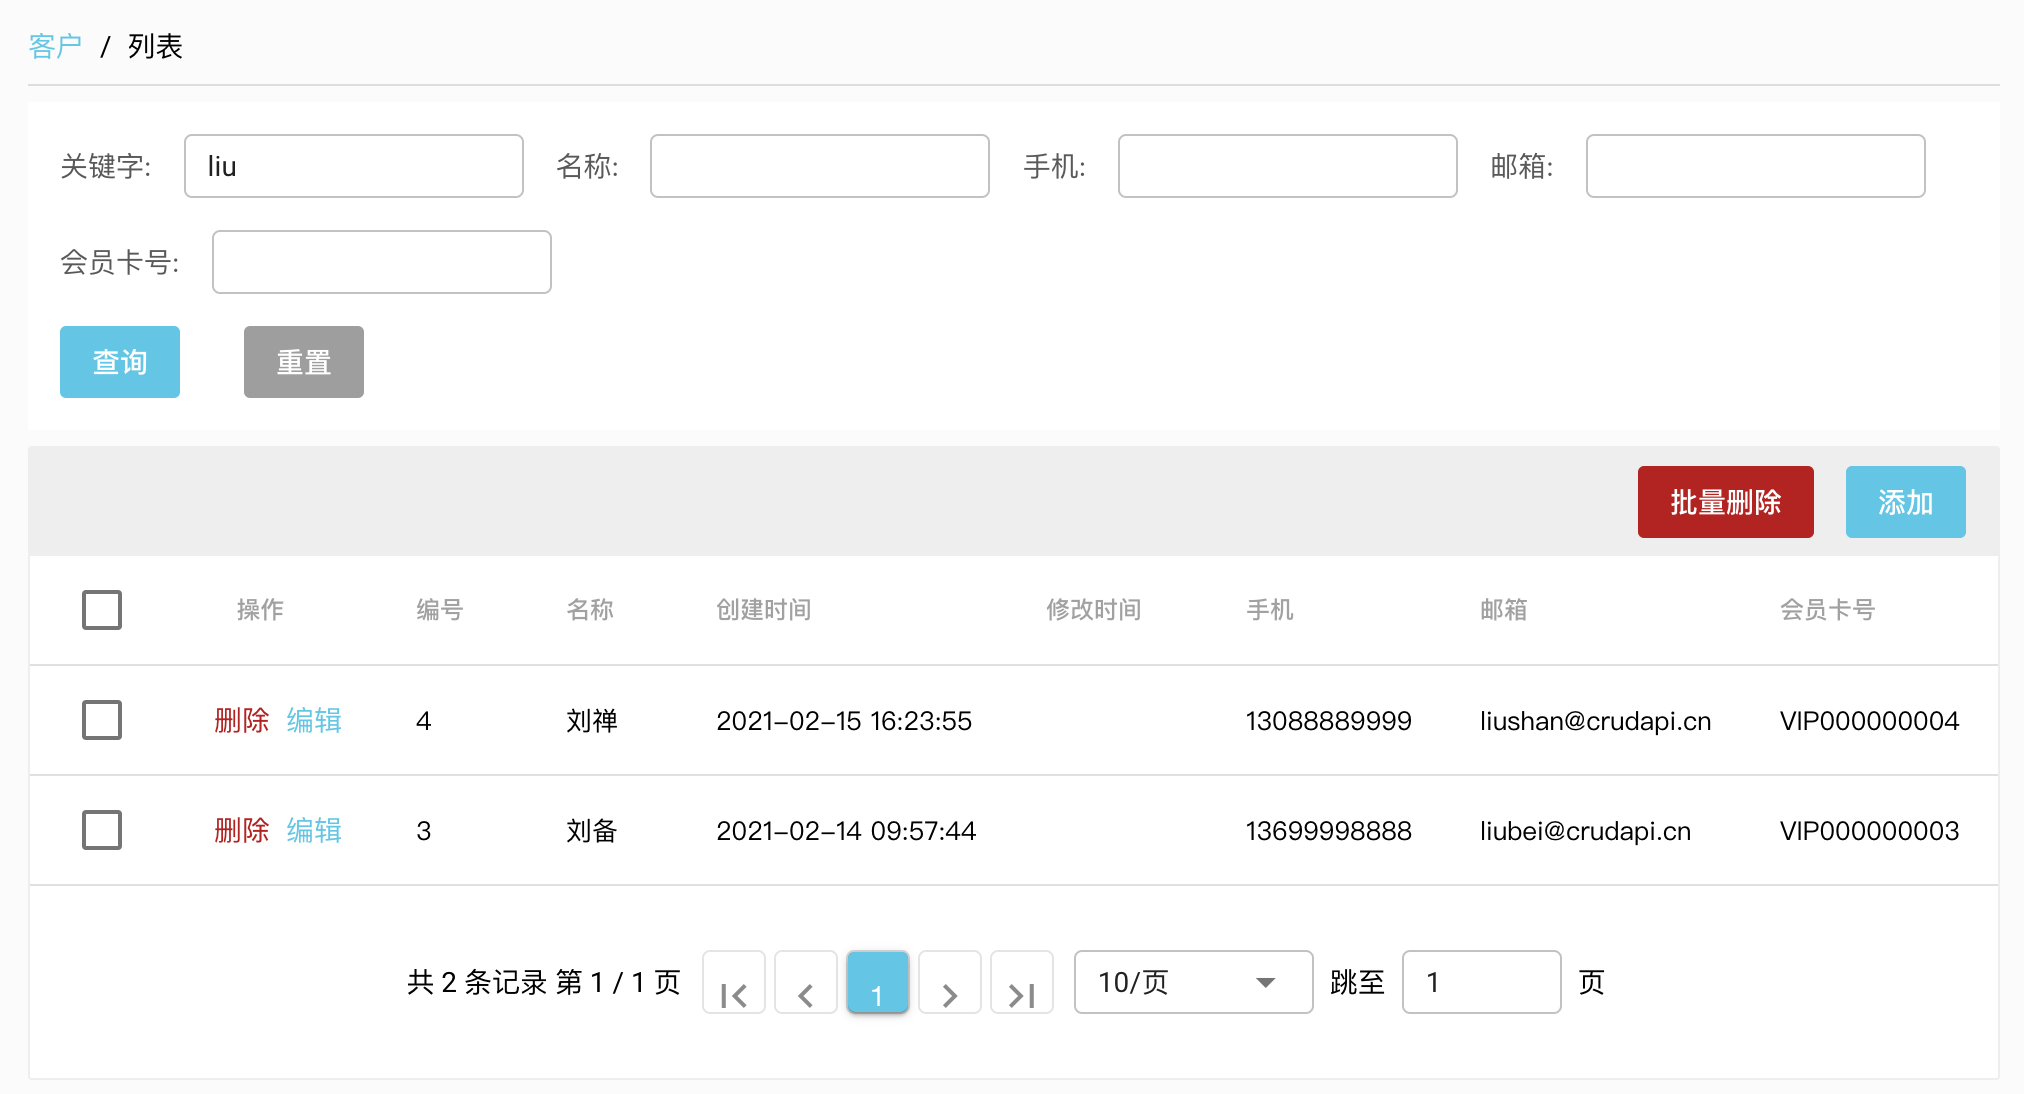 客户 / 列表
关键字: liu 名称: 手机: 邮箱:
会员卡号:
查询 重置
批量删除 添加
操作 编号 名称 创建时间 修改时间 手机 邮箱 会员卡号
删除 编辑 4 刘禅 2021-02-15 16:23:55 13088889999 liushan@crudapi.cn VIP000000004
删除 编辑 3 刘备 2021-02-14 09:57:44 13699998888 liubei@crudapi.cn VIP000000003
共 2 条记录 第 1 / 1 页 1 10/页 跳至 1 页